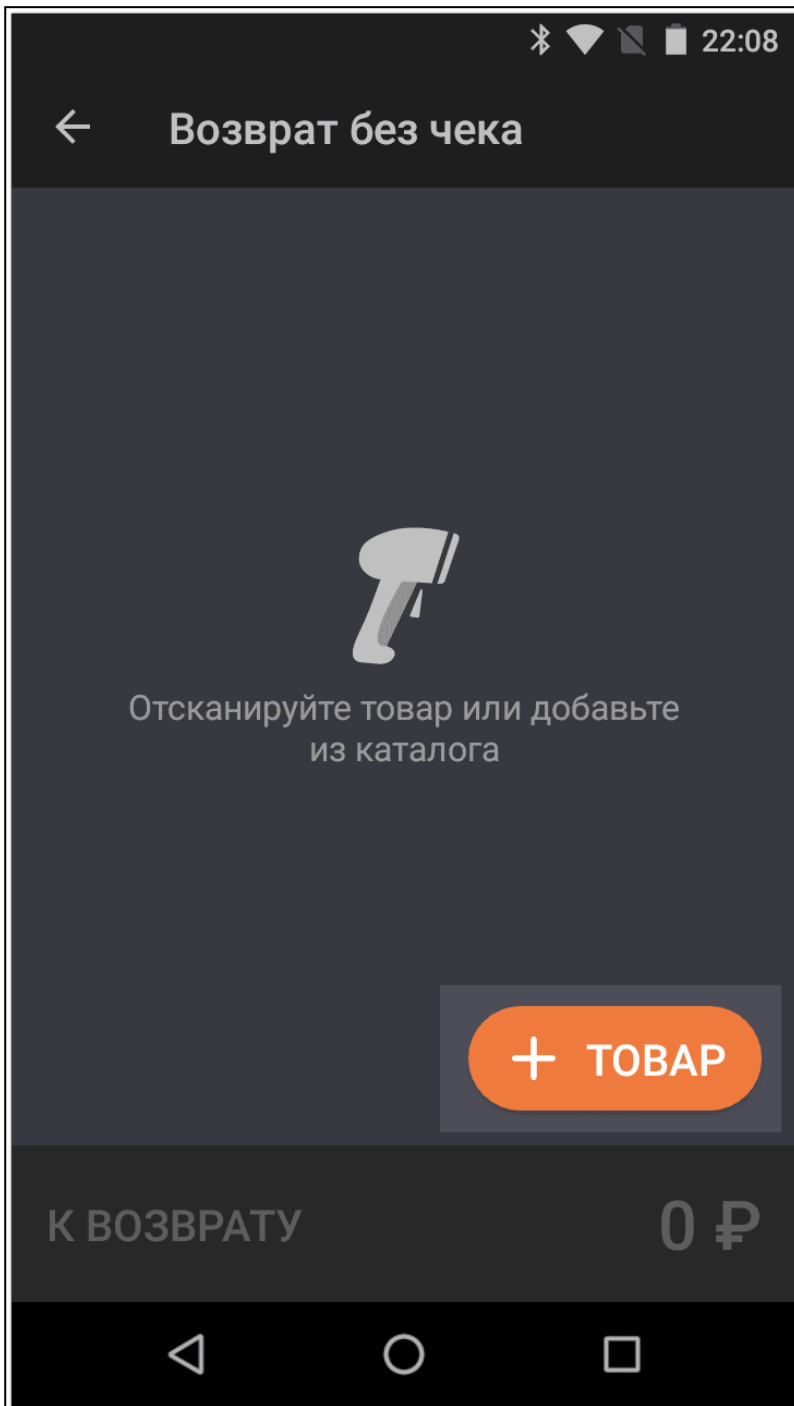 22:08
Возврат без чека
Отсканируйте товар или добавьте
из каталога
+ ТОВАР
К ВОЗВРАТУ 0 ₽